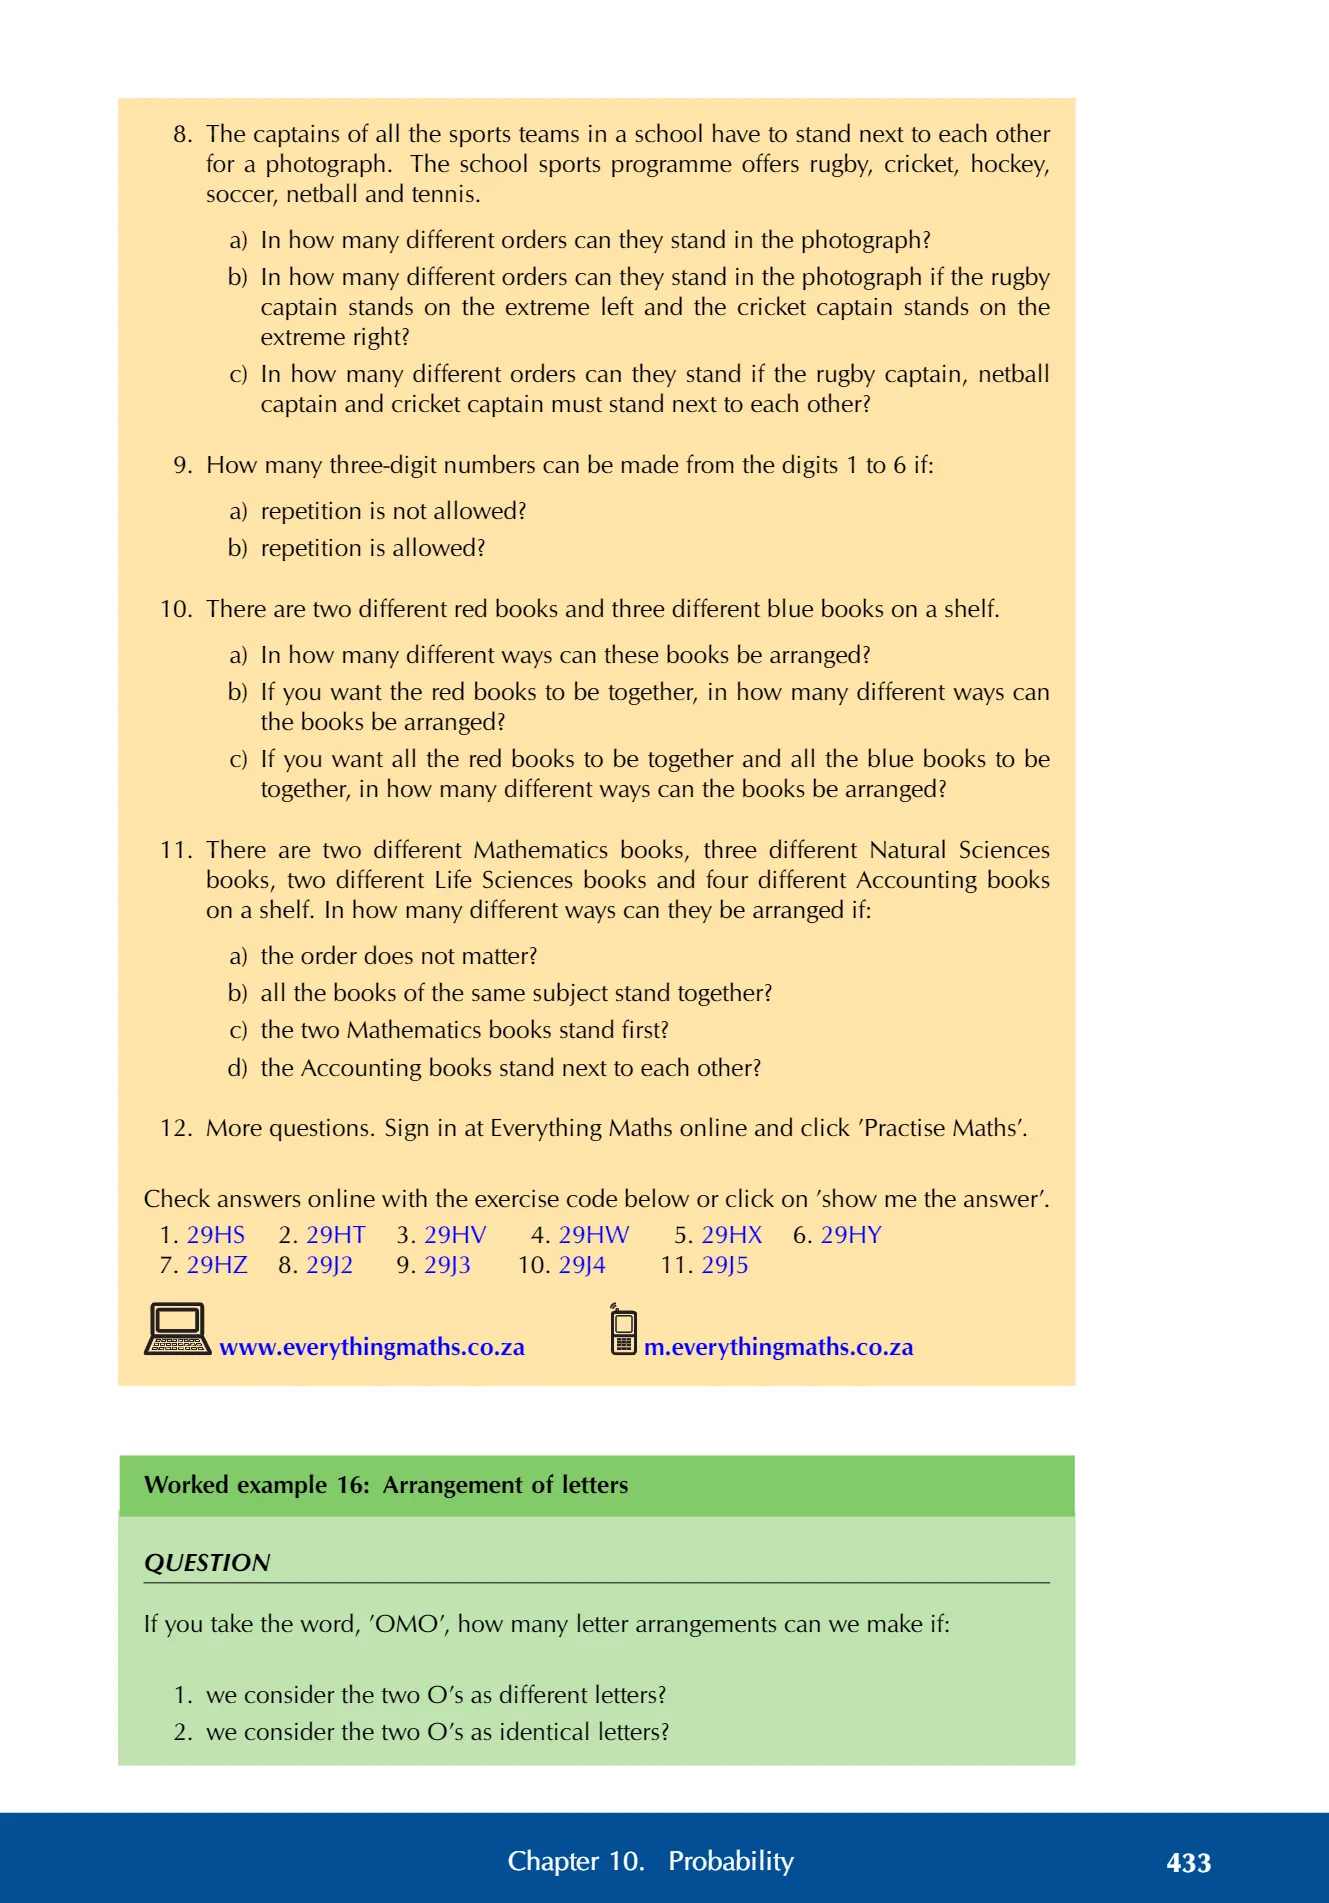 8. The captains of all the sports teams in a school have to stand next to each other
for a photograph. The school sports programme offers rugby, cricket, hockey,
soccer, netball and tennis.
a) In how many different orders can they stand in the photograph?
b) In how many different orders can they stand in the photograph if the rugby
captain stands on the extreme left and the cricket captain stands on the
extreme right?
c) In how many different orders can they stand if the rugby captain, netball
captain and cricket captain must stand next to each other?
9. How many three-digit numbers can be made from the digits 1 to 6 if:
a) repetition is not allowed?
b) repetition is allowed?
10. There are two different red books and three different blue books on a shelf.
a) In how many different ways can these books be arranged?
b) If you want the red books to be together, in how many different ways can
the books be arranged?
c) If you want all the red books to be together and all the blue books to be
together, in how many different ways can the books be arranged?
11. There are two different Mathematics books, three different Natural Sciences
books, two different Life Sciences books and four different Accounting books
on a shelf. In how many different ways can they be arranged if:
a) the order does not matter?
b) all the books of the same subject stand together?
c) the two Mathematics books stand first?
d) the Accounting books stand next to each other?
12. More questions. Sign in at Everything Maths online and click ’Practise Maths’.
Check answers online with the exercise code below or click on ’show me the answer’.
1. 29HS 2. 29HT 3. 29HV 4. 29HW 5. 29HX 6. 29HY
7. 29HZ 8. 29J2 9. 29J3 10. 29J4 11. 29J5
www.everythingmaths.co.za m.everythingmaths.co.za
Worked example 16: Arrangement of letters
QUESTION
If you take the word, ’OMO’, how many letter arrangements can we make if:
1. we consider the two O’s as different letters?
2. we consider the two O’s as identical letters?
Chapter 10. Probability 433